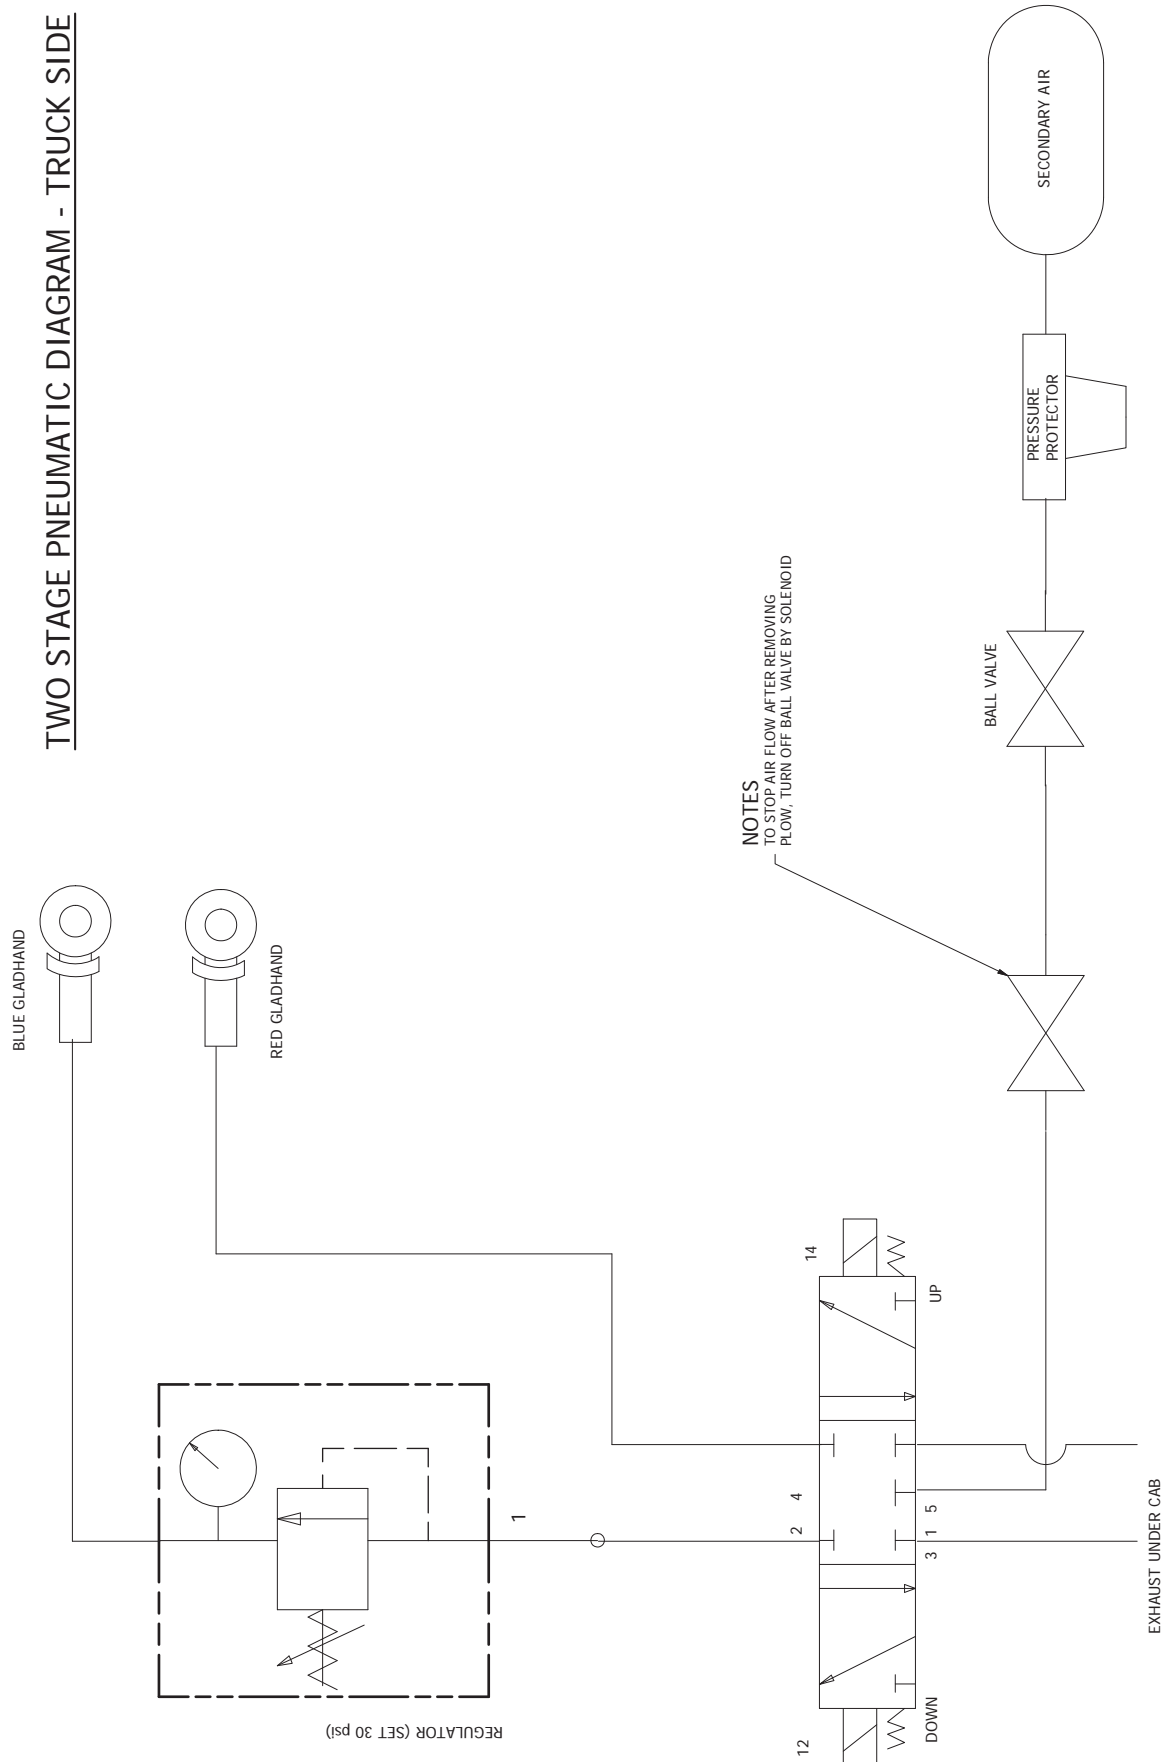 TWO STAGE PNEUMATIC DIAGRAM - TRUCK SIDE
BLUE GLADHAND
RED GLADHAND
SECONDARY AIR
PRESSURE
PROTECTOR
BALL VALVE
NOTES
TO STOP AIR FLOW AFTER REMOVING
PLOW, TURN OFF BALL VALVE BY SOLENOID
REGULATOR (SET 30 psi)
1
14
UP
4
2
5
1
3
12
DOWN
EXHAUST UNDER CAB